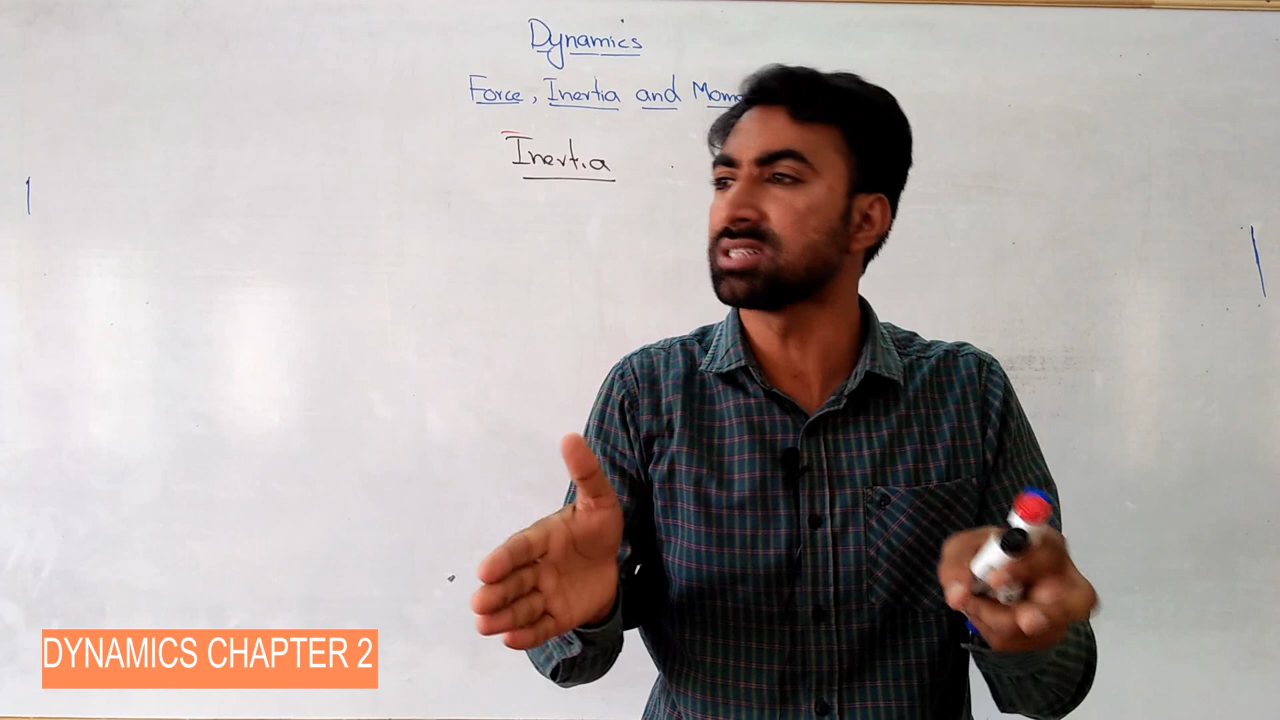 Dynamics
Force, Inertia and
Inertia
DYNAMICS CHAPTER 2